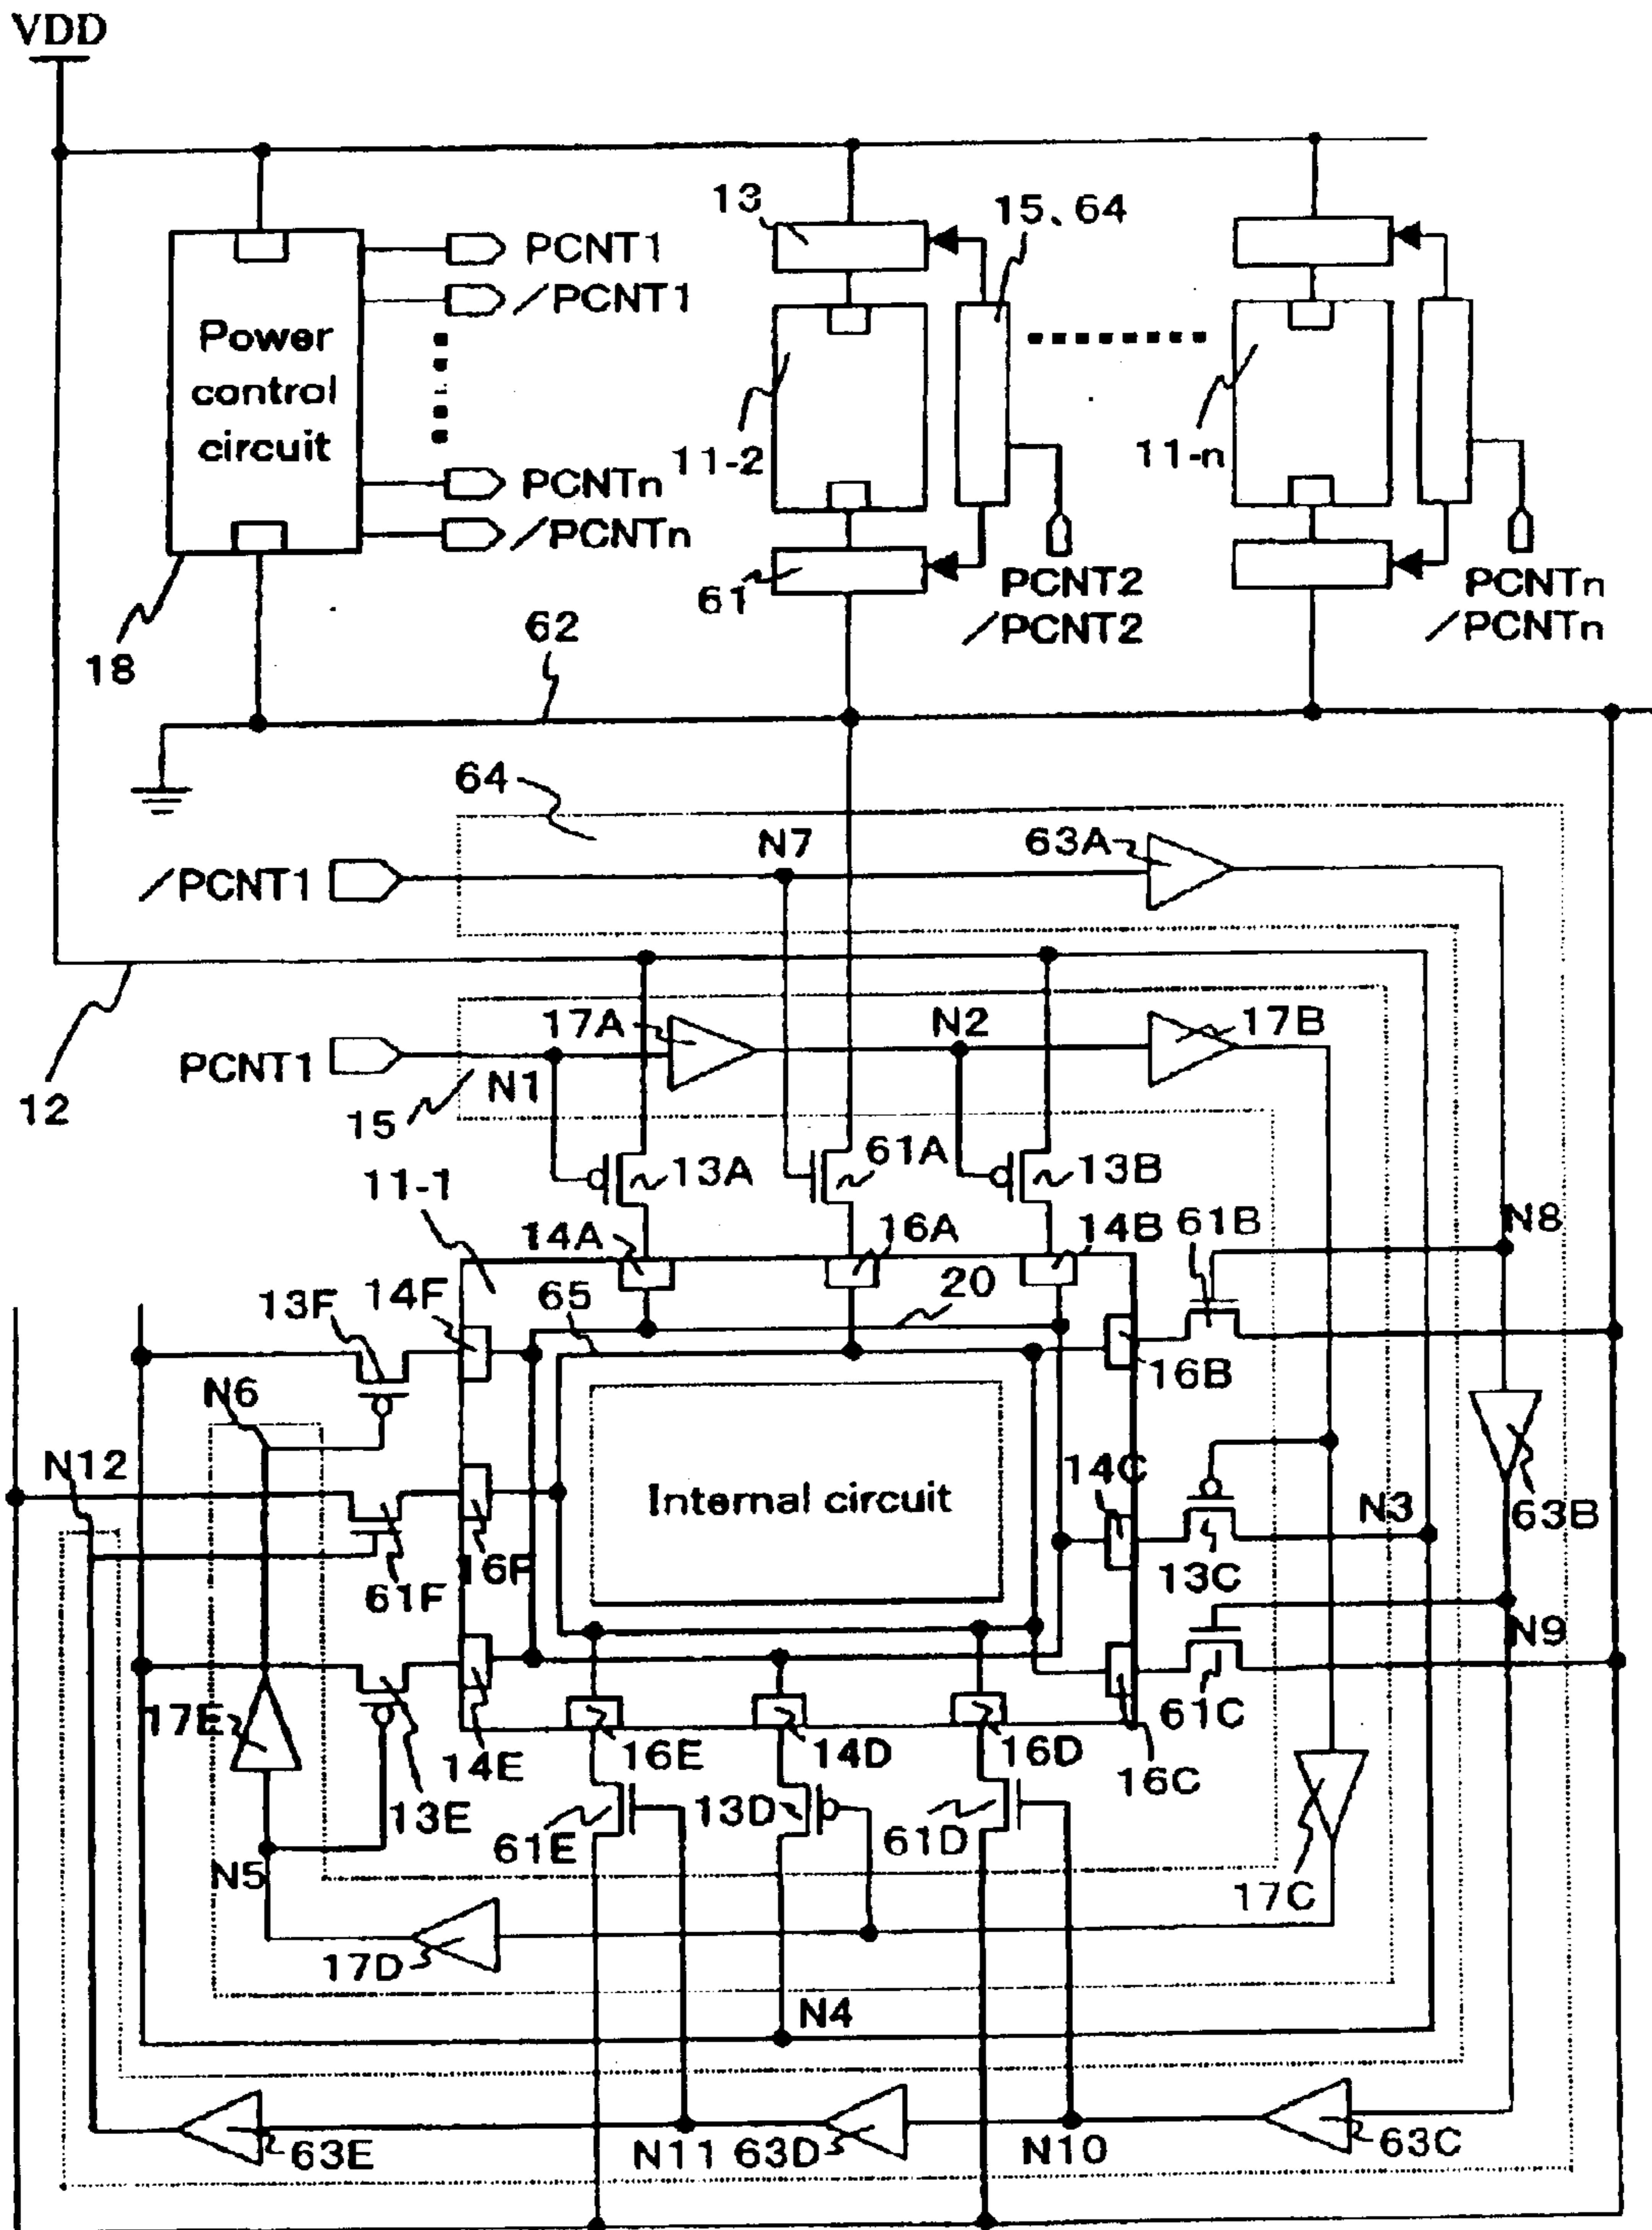 VDD
13
15、64
PCNT1
/PCNT1
Power
control
circuit
11-2
11-n
PCNTn
/PCNTn
61
PCNT2
/PCNT2
PCNTn
/PCNTn
18
62
64
N7
63A
/PCNT1
12
17A
N2
17B
PCNT1
N1
15
11-1
13A
61A
13B
14A
16A
14B
61B
N8
13F
14F
65
20
16B
N6
N12
14C
Internal circuit
N3
63B
16F
61F
13C
N9
17E
14E
16E
14D
16D
61C
16C
13E
61E
13D
61D
N5
17C
17D
N4
63E
N11
63D
N10
63C